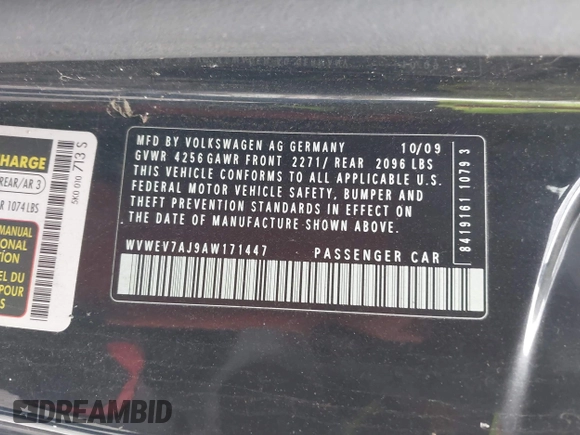 CHARGE
REAR/AR 3
R 1074 LBS
MANUAL
ONAL
TION
EL DU
POUR
S
5K0 010 713 S
MFD BY VOLKSWAGEN AG GERMANY 10/09
GVWR 4256 GAWR FRONT 2271/ REAR 2096 LBS
THIS VEHICLE CONFORMS TO ALL APPLICABLE U.S.
FEDERAL MOTOR VEHICLE SAFETY, BUMPER AND
THEFT PREVENTION STANDARDS IN EFFECT ON
THE DATE OF MANUFACTURE SHOWN ABOVE.
WVWEV7AJ9AW171447 PASSENGER CAR
8419161 1079 3
DREAMBID